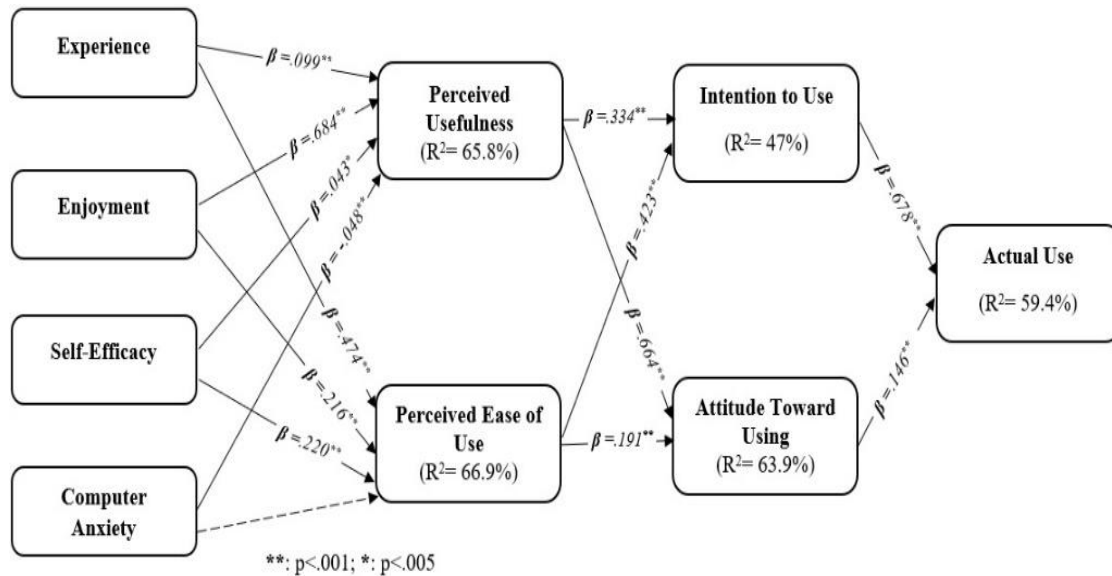 Experience
Enjoyment
Self-Efficacy
Computer
Anxiety
β =.099**
β =.684**
β =.043*
β = -.048**
β =.474**
β =.216**
β =.220**
Perceived
Usefulness
(R²= 65.8%)
Perceived Ease of
Use
(R²= 66.9%)
β =.334**
β =.423**
β =.664**
β =.191**
Intention to Use
(R²= 47%)
Attitude Toward
Using
(R²= 63.9%)
β =.678**
β =.146**
Actual Use
(R²= 59.4%)
**: p<.001; *: p<.005